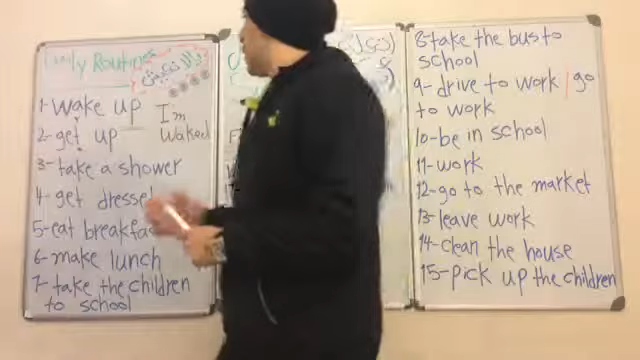 Daily Routines
يلا نحكي
1- wake up
I'm
waked
2- get up
3- take a shower
4- get dressed
5- eat breakfast
6- make lunch
7- take the children
to school
8- take the bus to
school
9- drive to work / go
to work
10- be in school
11- work
12- go to the market
13- leave work
14- clean the house
15- pick up the children